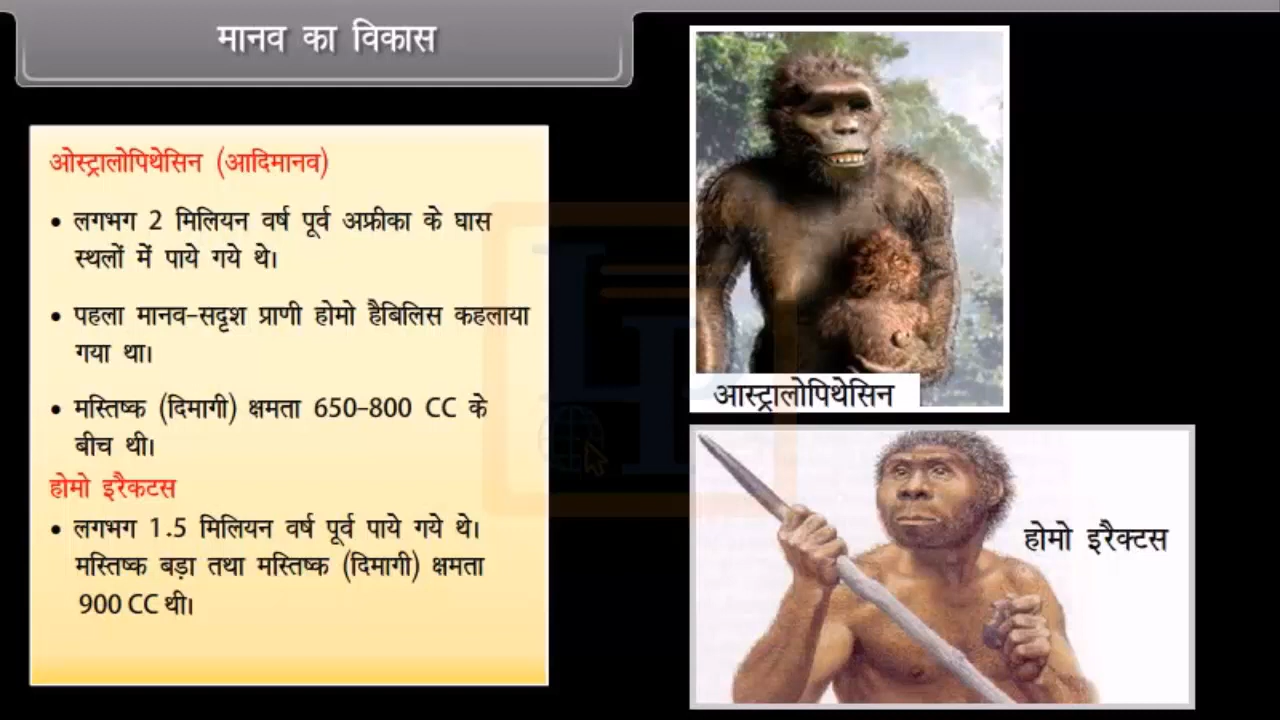 मानव का विकास
ओस्ट्रालोपिथेसिन (आदिमानव)
• लगभग 2 मिलियन वर्ष पूर्व अफ्रीका के घास
स्थलों में पाये गये थे।
• पहला मानव-सदृश प्राणी होमो हैबिलिस कहलाया
गया था।
• मस्तिष्क (दिमागी) क्षमता 650-800 CC के
बीच थी।
होमो इरैकटस
• लगभग 1.5 मिलियन वर्ष पूर्व पाये गये थे।
मस्तिष्क बड़ा तथा मस्तिष्क (दिमागी) क्षमता
900 CC थी।
आस्ट्रालोपिथेसिन
होमो इरैक्टस